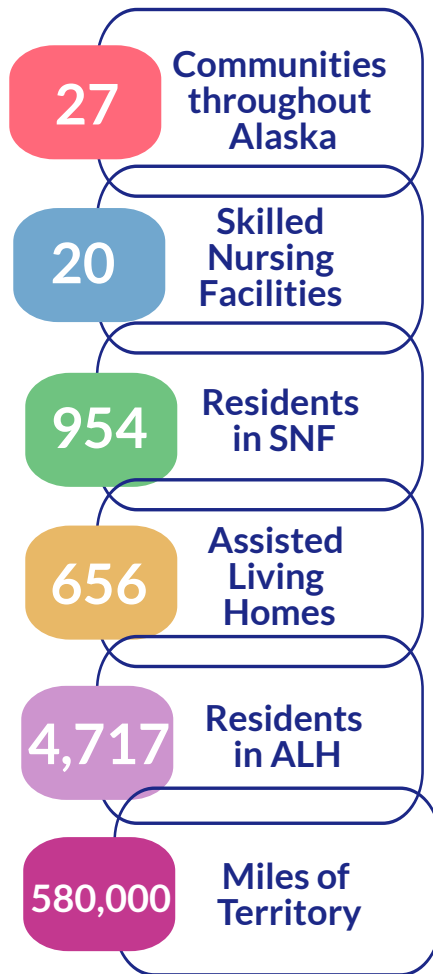 27
Communities
throughout
Alaska
20
Skilled
Nursing
Facilities
954
Residents
in SNF
656
Assisted
Living
Homes
4,717
Residents
in ALH
580,000
Miles of
Territory